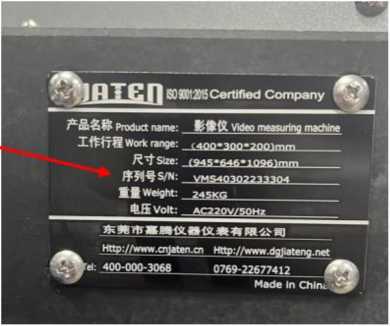 JATEN ISO 9001:2015 Certified Company
产品名称 Product name: 影像仪 Video measuring machine
工作行程 Work range: (400*300*200)mm
尺寸 Size: (945*646*1096)mm
序列号 S/N: VMS40302233304
重量 Weight: 245KG
电压 Volt: AC220V/50Hz
东莞市嘉腾仪器仪表有限公司
Http://www.cnjaten.cn Http://www.dgjiateng.net
Tel: 400-000-3068 0769-22677412
Made in China